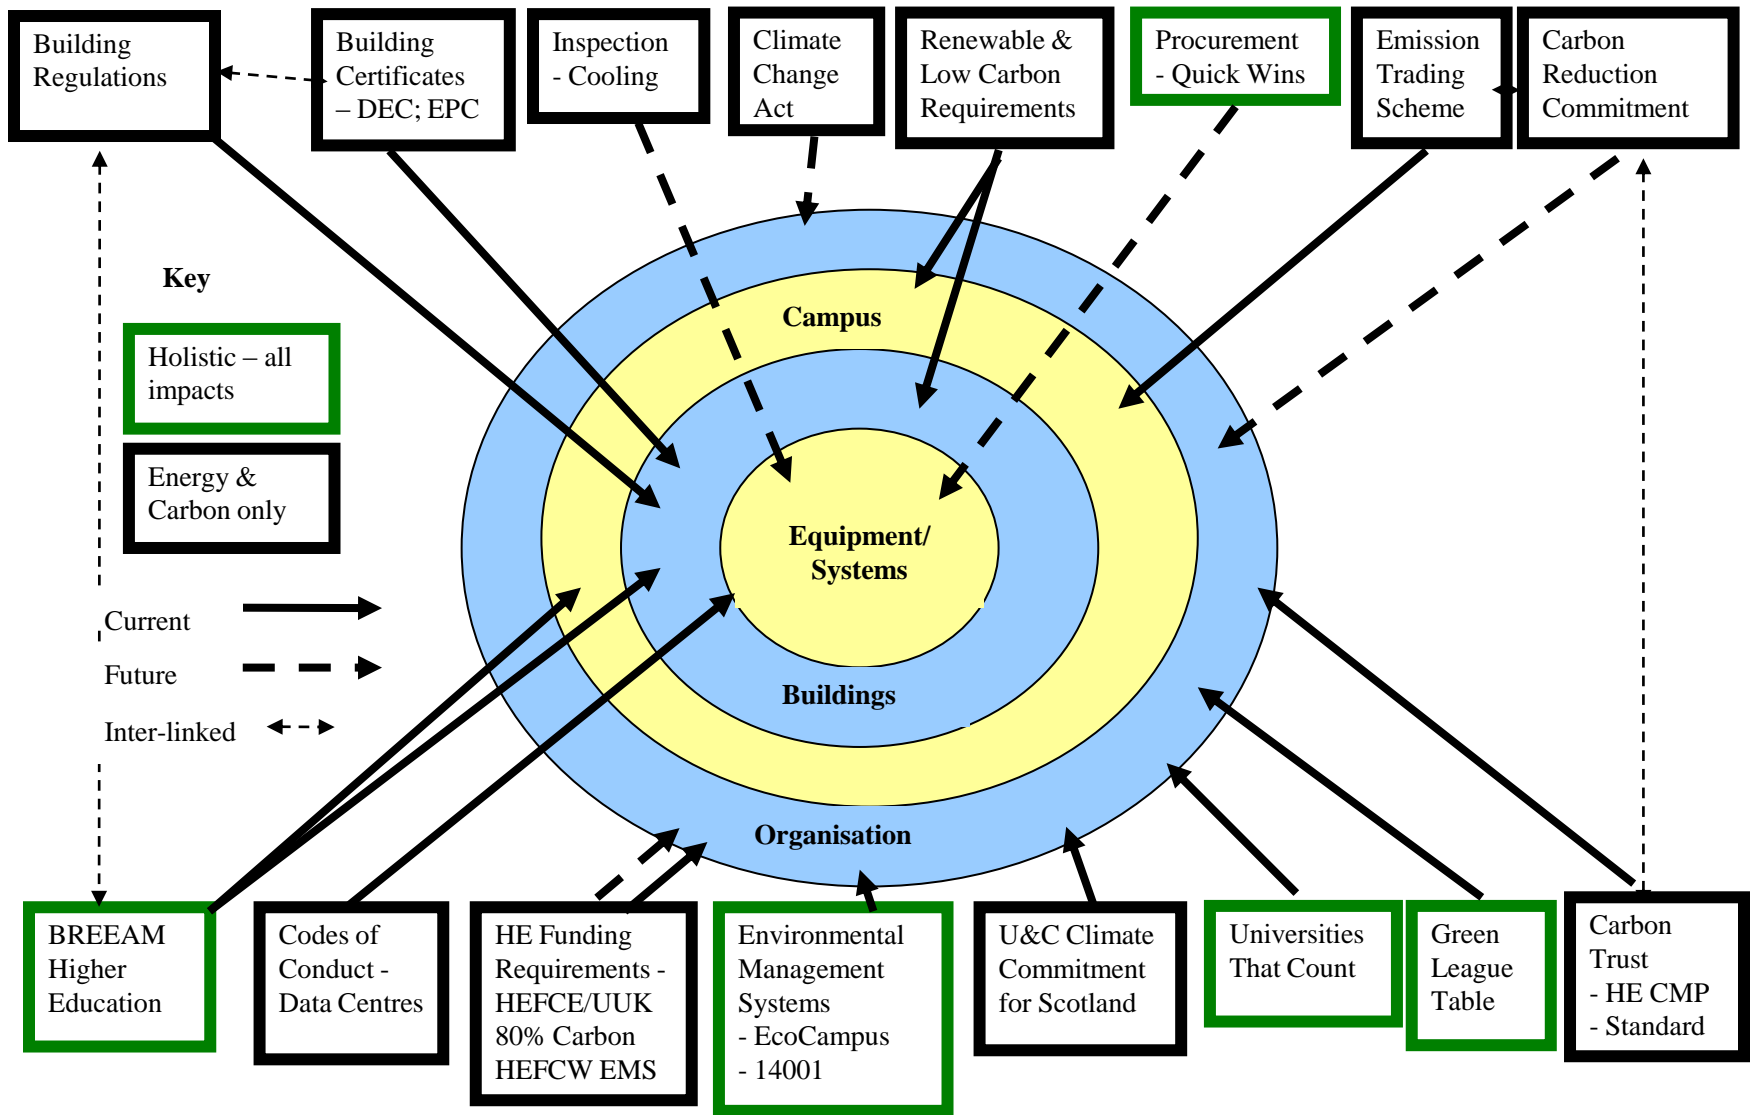 Building
Regulations
Building
Certificates
– DEC; EPC
Inspection
- Cooling
Climate
Change
Act
Renewable &
Low Carbon
Requirements
Procurement
- Quick Wins
Emission
Trading
Scheme
Carbon
Reduction
Commitment
Key
Holistic – all
impacts
Energy &
Carbon only
Current
Future
Inter-linked
Campus
Equipment/
Systems
Buildings
Organisation
BREEAM
Higher
Education
Codes of
Conduct -
Data Centres
HE Funding
Requirements -
HEFCE/UUK
80% Carbon
HEFCW EMS
Environmental
Management
Systems
- EcoCampus
- 14001
U&C Climate
Commitment
for Scotland
Universities
That Count
Green
League
Table
Carbon
Trust
- HE CMP
- Standard